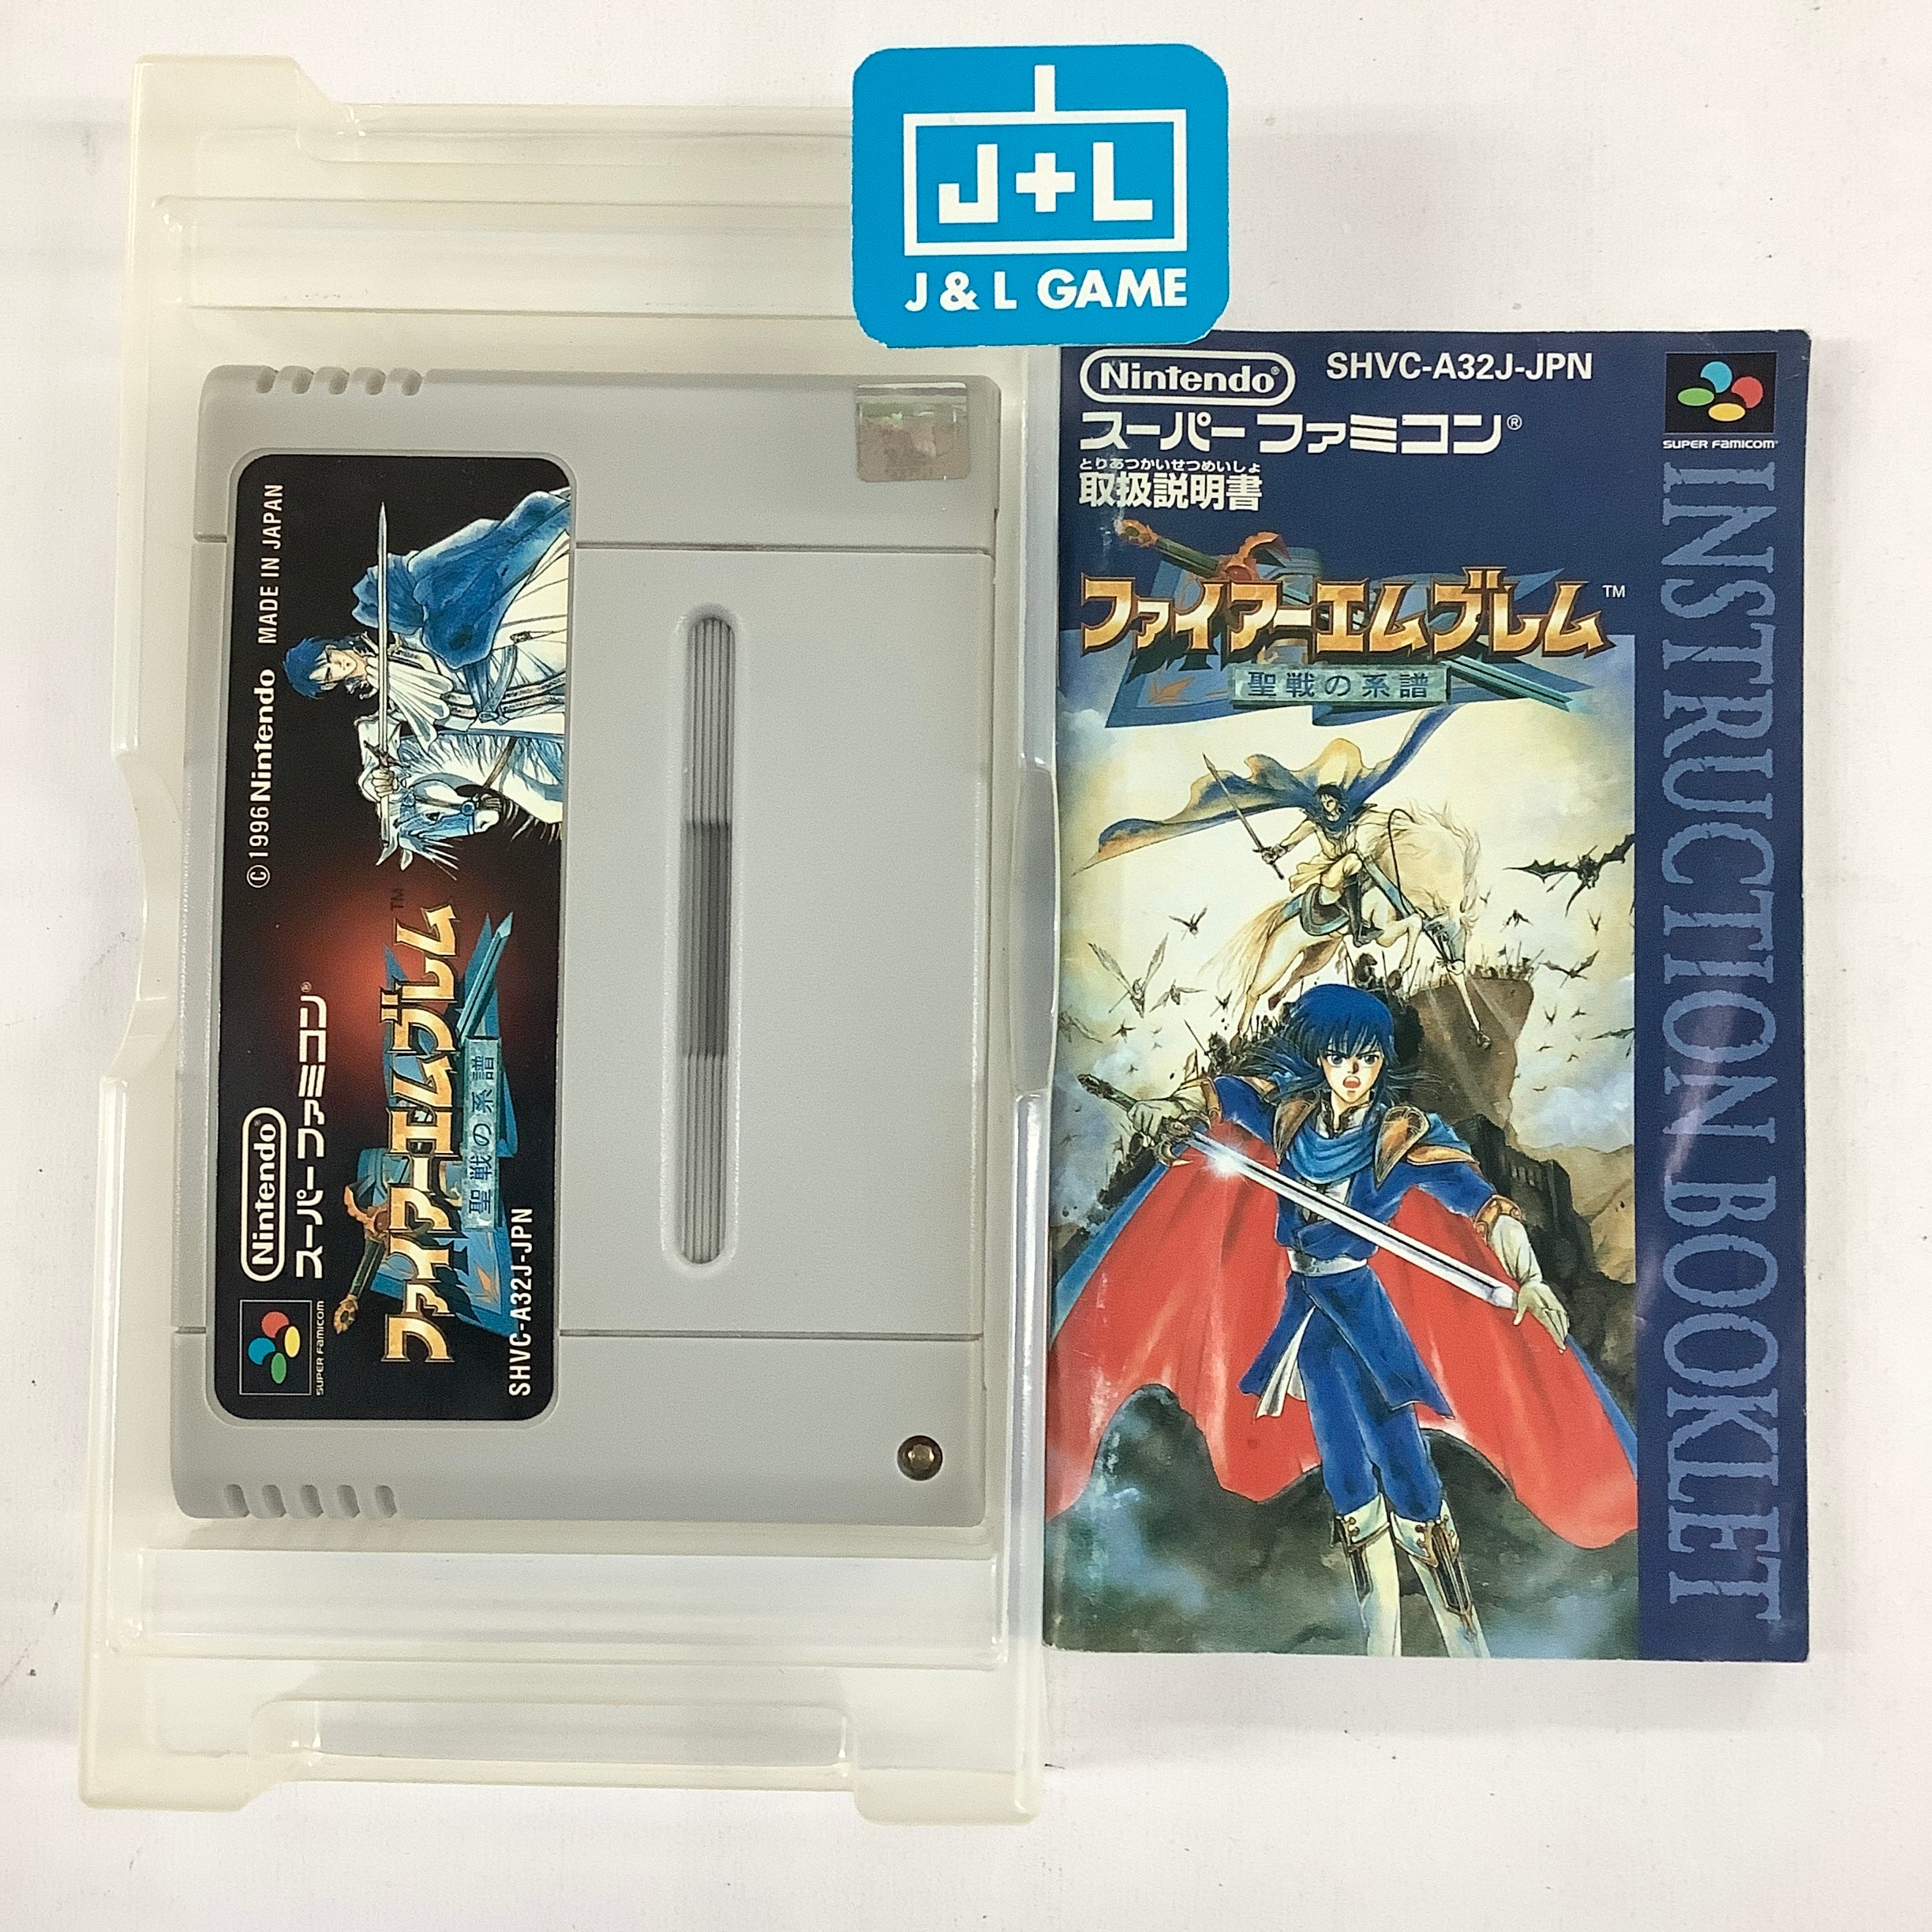 J+L
J & L GAME
©1996 Nintendo MADE IN JAPAN
Nintendo
スーパーファミコン®
SUPER FAMICOM
ファイアーエムブレム™
聖戦の系譜
SHVC-A32J-JPN
Nintendo® SHVC-A32J-JPN
スーパーファミコン®
SUPER FAMICOM
とりあつかいせつめいしょ
取扱説明書
ファイアーエムブレム™
聖戦の系譜
INSTRUCTION BOOKLET